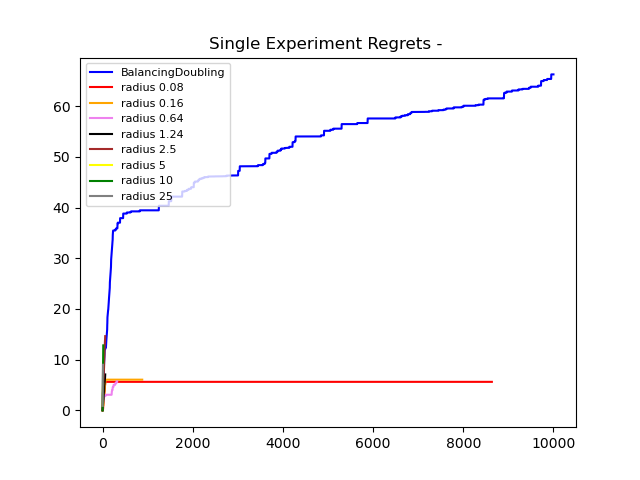 Single Experiment Regrets -
BalancingDoubling
radius 0.08
radius 0.16
radius 0.64
radius 1.24
radius 2.5
radius 5
radius 10
radius 25
60
50
40
30
20
10
0
0 2000 4000 6000 8000 10000